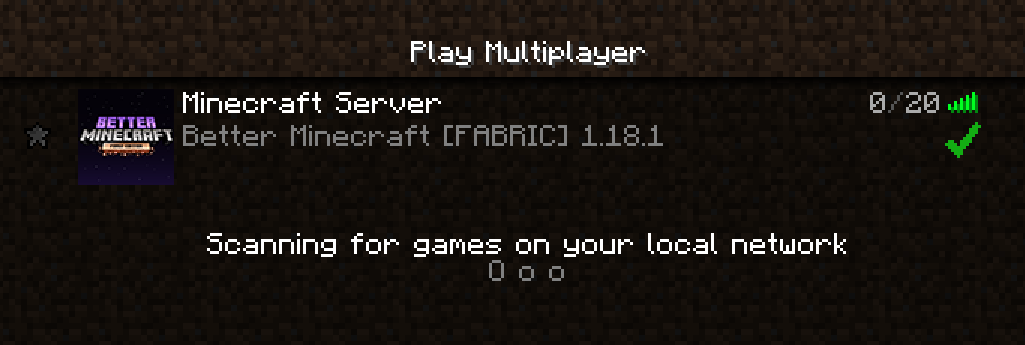 Play Multiplayer
Minecraft Server
0/20
BETTER
MINECRAFT
Better Minecraft [FABRIC] 1.18.1
Scanning for games on your local network
O o o